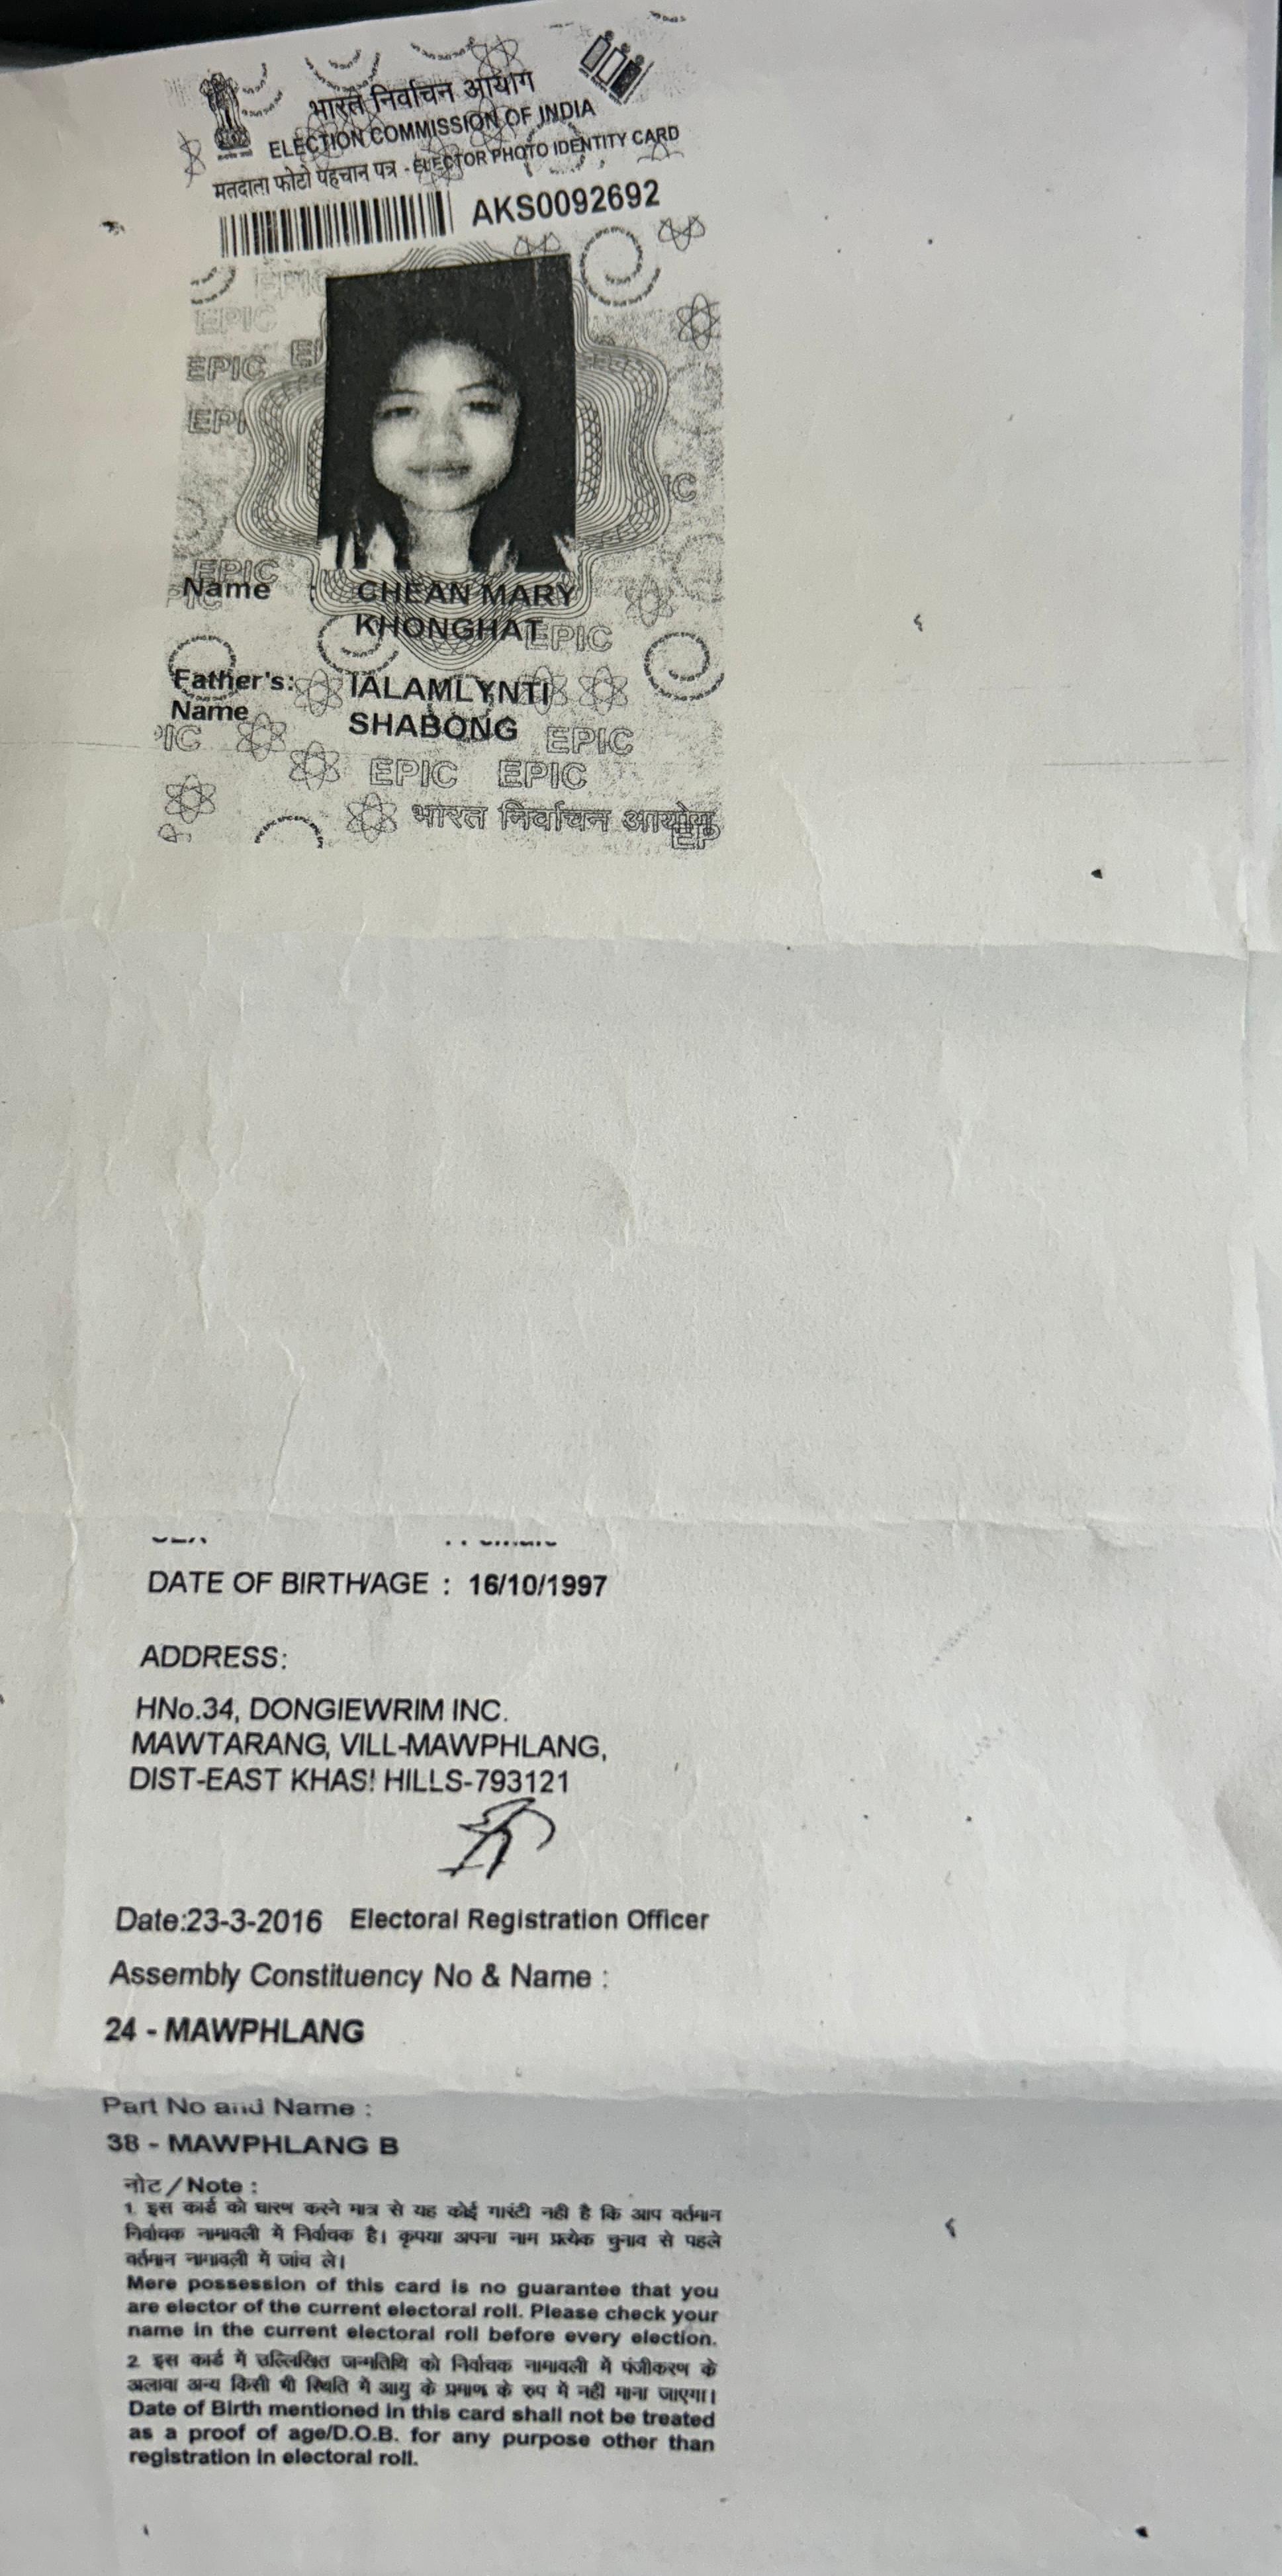 भारत निर्वाचन आयोग
ELECTION COMMISSION OF INDIA
मतदाता फोटो पहचान पत्र - ELECTOR PHOTO IDENTITY CARD
AKS0092692
EPIC
EPIC
EPIC
EPIC
Name : CHEAN MARY
KHONGHAT
EPIC
Father's: IALAMLYNTI
Name SHABONG
EPIC
EPIC EPIC
भारत निर्वाचन आयोग
DATE OF BIRTH/AGE : 16/10/1997
ADDRESS:
HNo.34, DONGIEWRIM INC.
MAWTARANG, VILL-MAWPHLANG,
DIST-EAST KHASI HILLS-793121
Date:23-3-2016 Electoral Registration Officer
Assembly Constituency No & Name :
24 - MAWPHLANG
Part No and Name :
38 - MAWPHLANG B
नोट / Note :
1. इस कार्ड को धारण करने मात्र से यह कोई गारंटी नही है कि आप वर्तमान
निर्वाचक नामावली में निर्वाचक है। कृपया अपना नाम प्रत्येक चुनाव से पहले
वर्तमान नामावली में जांच ले।
Mere possession of this card is no guarantee that you
are elector of the current electoral roll. Please check your
name in the current electoral roll before every election.
2. इस कार्ड में उल्लिखित जन्मतिथि को निर्वाचक नामावली में पंजीकरण के
अलावा अन्य किसी भी स्थिति में आयु के प्रमाण के रुप में नहीं माना जाएगा।
Date of Birth mentioned in this card shall not be treated
as a proof of age/D.O.B. for any purpose other than
registration in electoral roll.